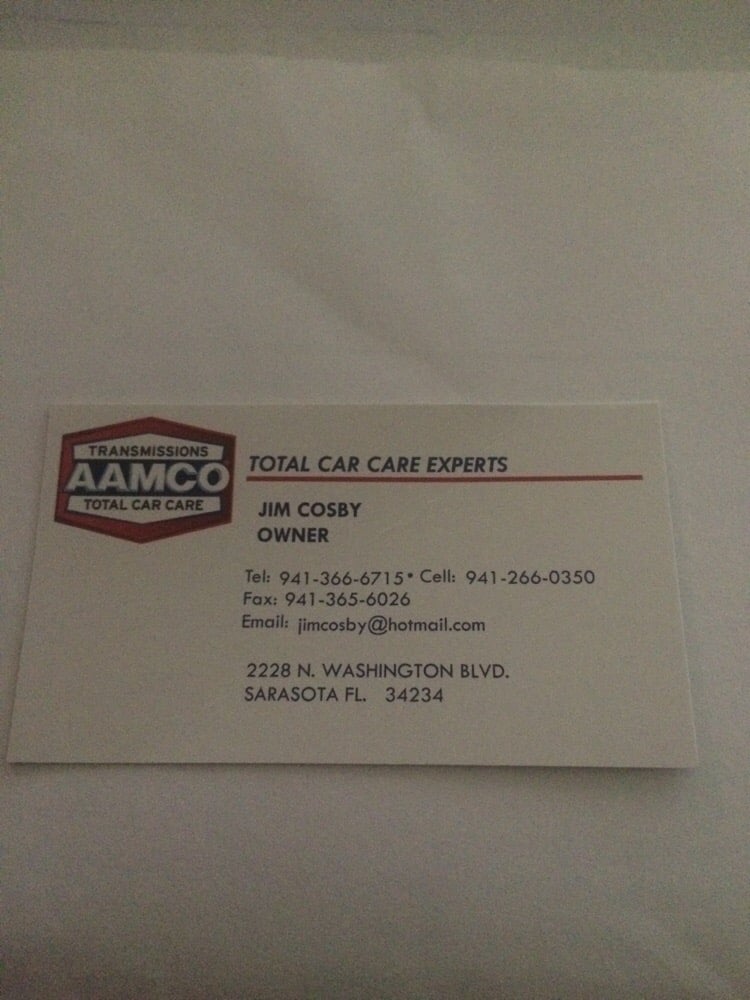 TRANSMISSIONS
AAMCO
TOTAL CAR CARE
TOTAL CAR CARE EXPERTS
JIM COSBY
OWNER
Tel: 941-366-6715• Cell: 941-266-0350
Fax: 941-365-6026
Email: jimcosby@hotmail.com
2228 N. WASHINGTON BLVD.
SARASOTA FL. 34234